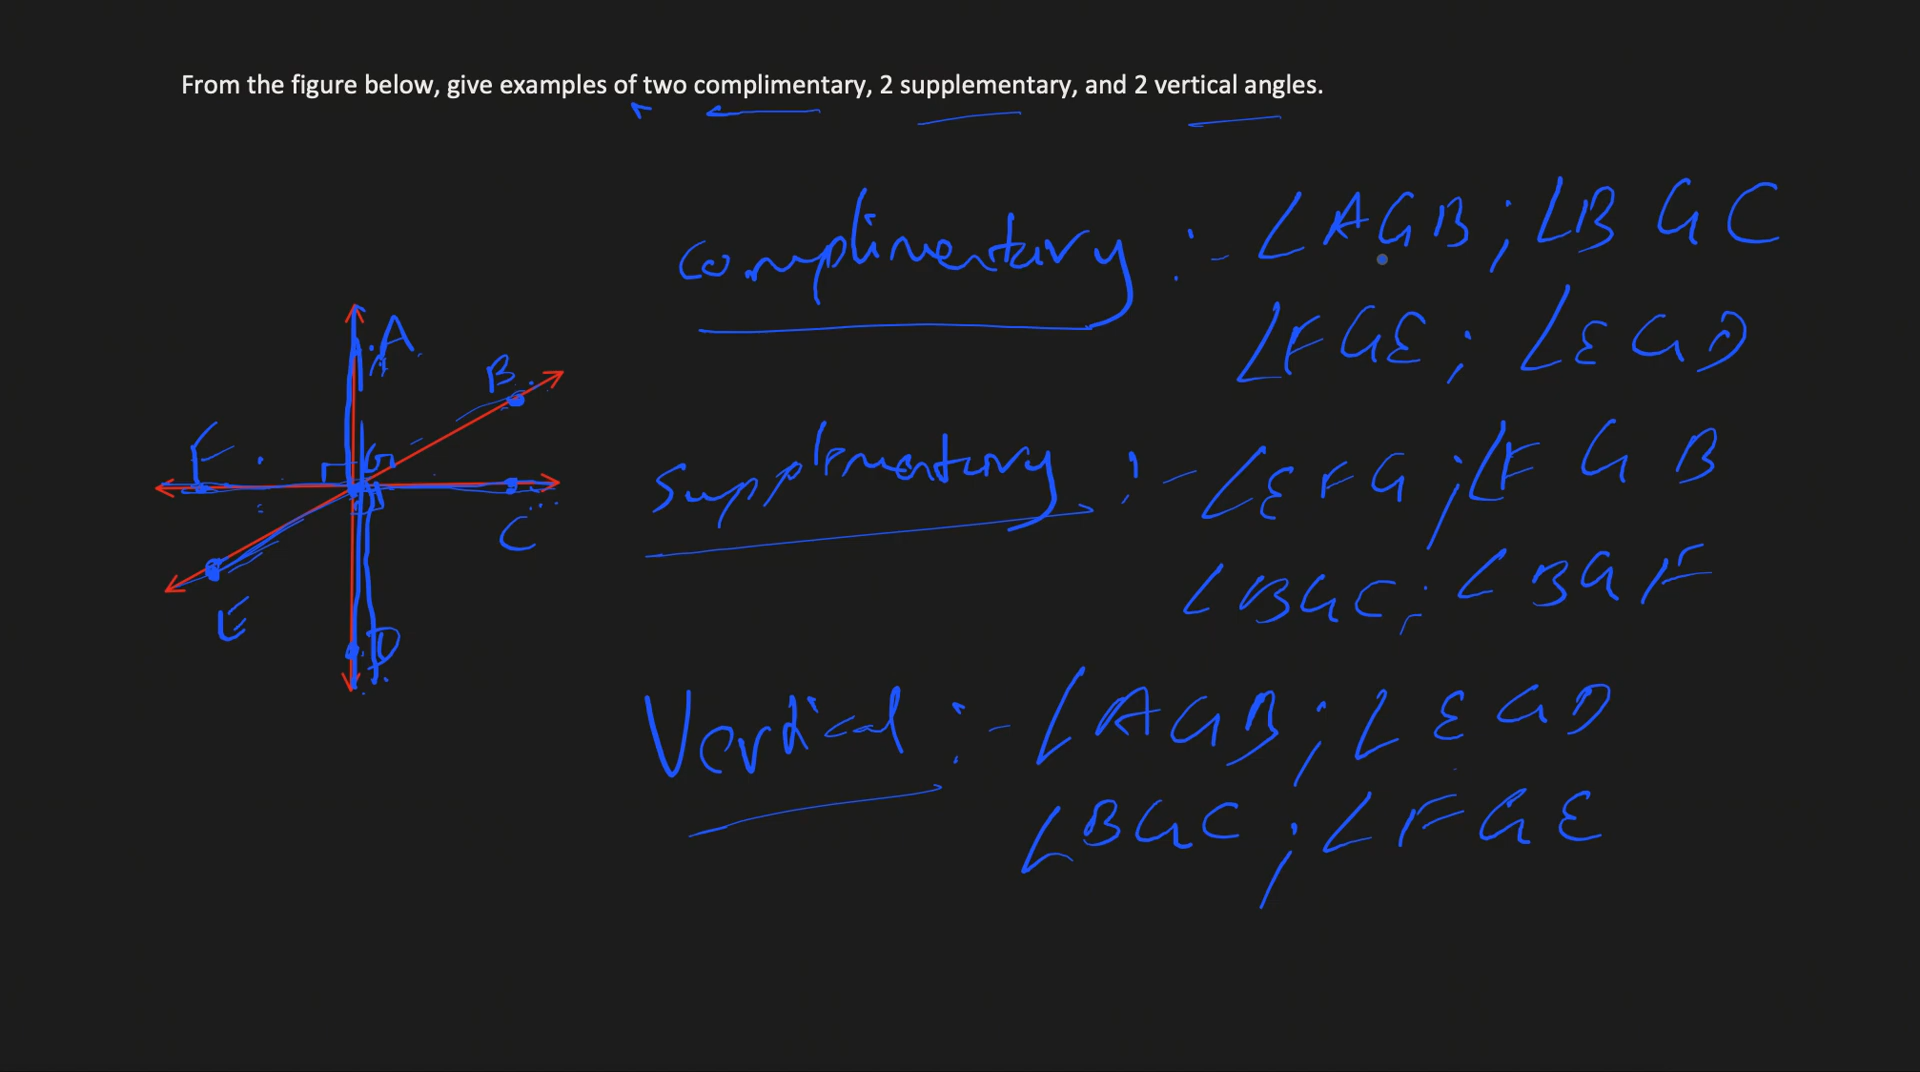 From the figure below, give examples of two complimentary, 2 supplementary, and 2 vertical angles.
complimentary :- ∠AGB ; ∠BGC
∠FGE ; ∠EGD
A
B
F
G
C
E
D
supplementary :- ∠EFG ; ∠FGB
∠BGC ; ∠BGF
Vertical :- ∠AGB ; ∠EGD
∠BGC ; ∠FGE